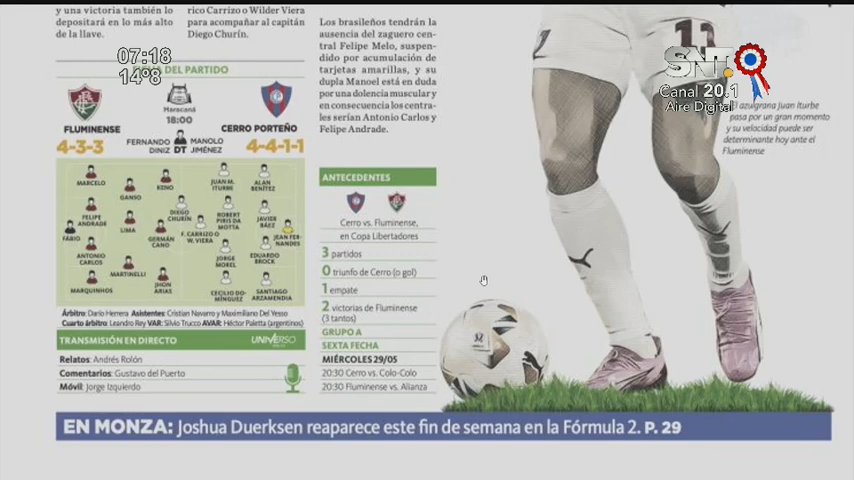 y una victoria también lo
depositará en lo más alto
de la llave.
rico Carrizo o Wilder Viera
para acompañar al capitán
Diego Churín.
Los brasileños tendrán la
ausencia del zaguero cen-
tral Felipe Melo, suspen-
dido por acumulación de
tarjetas amarillas, y su
dupla Manoel está en duda
por una dolencia muscular y
en consecuencia los centra-
les serían Antonio Carlos y
Felipe Andrade.
07:18
14°8
DEL PARTIDO
Maracaná
18:00
FLUMINENSE
CERRO PORTEÑO
4-3-3
FERNANDO DINIZ
DT
MANOLO JIMÉNEZ
4-4-1-1
MARCELO
GANSO
KENO
JUAN M. ITURBE
ALAN BENÍTEZ
FELIPE ANDRADE
LIMA
DIEGO CHURÍN
ROBERT PIRIS DA MOTTA
JAVIER BÁEZ
FÁBIO
GERMÁN CANO
F. CARRIZO O W. VIERA
JEAN FERNANDES
ANTONIO CARLOS
MARTINELLI
JORGE MOREL
EDUARDO BROCK
MARQUINHOS
JHON ARIAS
CECILIO DOMÍNGUEZ
SANTIAGO ARZAMENDIA
Árbitro: Darío Herrera Asistentes: Cristian Navarro y Maximiliano Del Yesso
Cuarto árbitro: Leandro Rey VAR: Silvio Trucco AVAR: Héctor Paletta (argentinos)
TRANSMISIÓN EN DIRECTO
UNIVERSO
Relatos: Andrés Rolón
Comentarios: Gustavo del Puerto
Móvil: Jorge Izquierdo
ANTECEDENTES
Cerro vs. Fluminense,
en Copa Libertadores
3 partidos
0 triunfo de Cerro (o gol)
1 empate
2 victorias de Fluminense
(3 tantos)
GRUPO A
SEXTA FECHA
MIÉRCOLES 29/05
20:30 Cerro vs. Colo-Colo
20:30 Fluminense vs. Alianza
11
SNT.
Canal 20.1
Aire Digital
El azulgrana Juan Iturbe
pasa por un gran momento
y su velocidad puede ser
determinante hoy ante el
Fluminense
EN MONZA: Joshua Duerksen reaparece este fin de semana en la Fórmula 2. P. 29